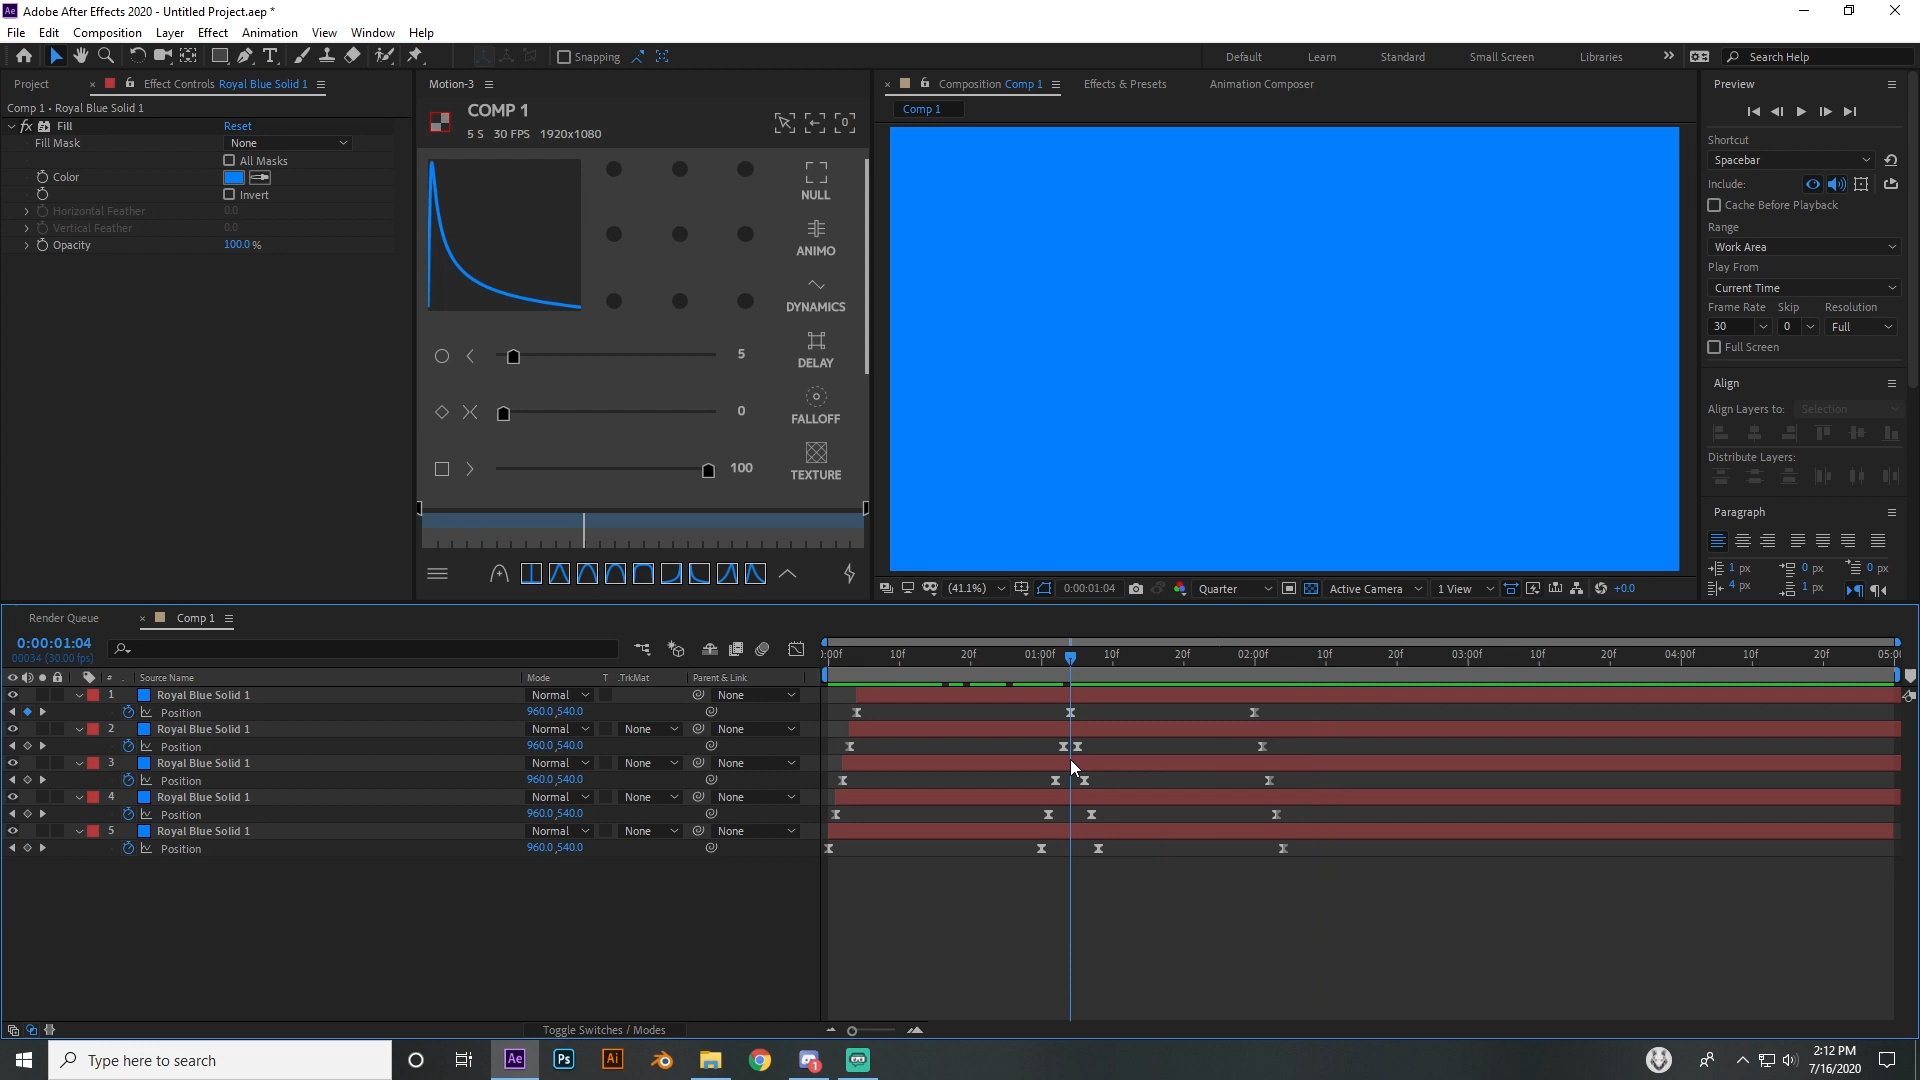 Ae Adobe After Effects 2020 - Untitled Project.aep *
File Edit Composition Layer Effect Animation View Window Help
Snapping Default Learn Standard Small Screen Libraries Search Help
Project Effect Controls Royal Blue Solid 1
Comp 1 • Royal Blue Solid 1
fx Fill Reset
Fill Mask None
All Masks
Color
Invert
Horizontal Feather 0.0
Vertical Feather 0.0
Opacity 100.0 %
Motion-3
COMP 1
5 S 30 FPS 1920x1080
NULL
ANIMO
DYNAMICS
5
DELAY
0
FALLOFF
100
TEXTURE
Composition Comp 1 Effects & Presets Animation Composer
Comp 1
(41.1%) 0:00:01:04 Quarter Active Camera 1 View +0.0
Preview
Shortcut
Spacebar
Include:
Cache Before Playback
Range
Work Area
Play From
Current Time
Frame Rate Skip Resolution
30 0 Full
Full Screen
Align
Align Layers to: Selection
Distribute Layers:
Paragraph
1 px 0 px 0 px
4 px 1 px
Render Queue Comp 1
0:00:01:04
00034 (30.00 fps)
:00f 10f 20f 01:00f 10f 20f 02:00f 10f 20f 03:00f 10f 20f 04:00f 10f 20f 05:0
# . Source Name Mode T .TrkMat Parent & Link
1 Royal Blue Solid 1 Normal None
Position 960.0,540.0
2 Royal Blue Solid 1 Normal None None
Position 960.0,540.0
3 Royal Blue Solid 1 Normal None None
Position 960.0,540.0
4 Royal Blue Solid 1 Normal None None
Position 960.0,540.0
5 Royal Blue Solid 1 Normal None None
Position 960.0,540.0
Toggle Switches / Modes
Type here to search Ae Ps Ai 1 2:12 PM
7/16/2020